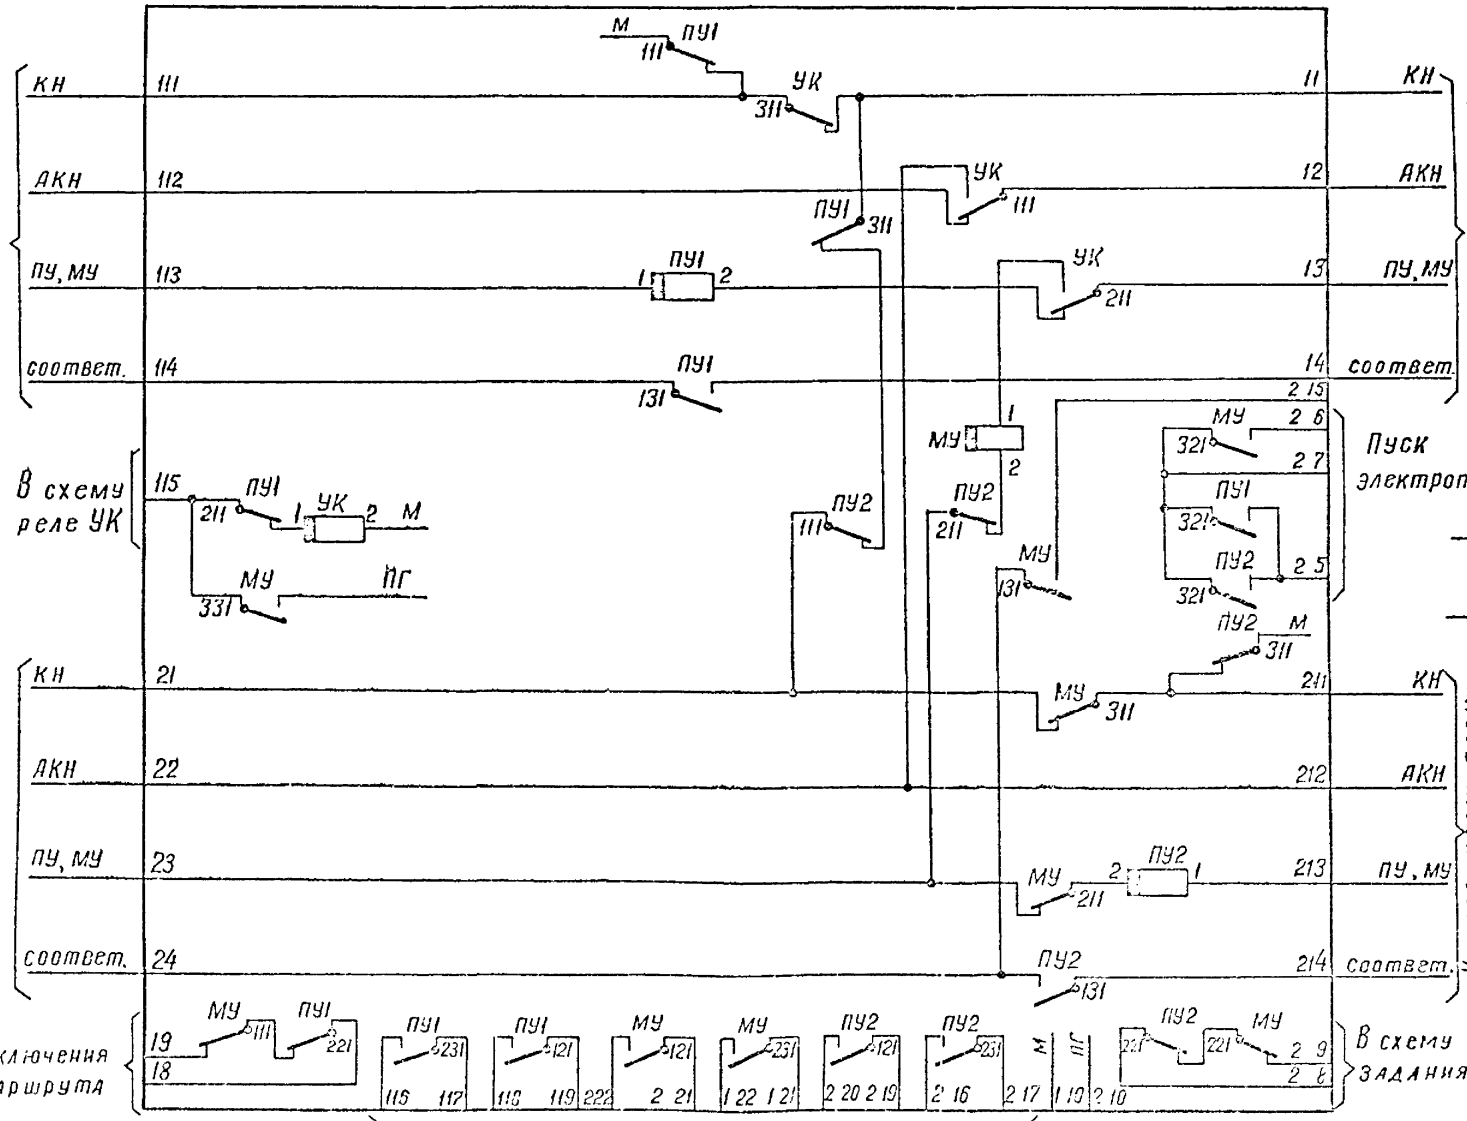 М ПУ1
111
КН 111 УК 11 КН
311
АКН 112 УК 12 АКН
111
ПУ1 311
ПУ, МУ 113 1 ПУ1 2 УК 13 ПУ, МУ
211
соответ. 114 ПУ1 14 соответ.
131
2 15
МУ 2 6
321
1 МУ 2
2 7
Пуск
электроп
В схему
реле УК
115 ПУ1 1 УК 2 М
211
ПУ2 111
ПУ2 211
ПУ1
321
МУ ПГ
331
МУ
131
ПУ2 2 5
321
ПУ2 М
311
КН 21 МУ 211 КН
311
АКН 22 212 АКН
ПУ, МУ 23 МУ 2 ПУ2 1 213 ПУ, МУ
211
соответ. 24 ПУ2 214 соответ.
131
ключения
аршрута
19 МУ 111 ПУ1 221
18
ПУ1 231 116 117
ПУ1 121 118 119
МУ 121 222 2 21
МУ 231 1 22 1 21
ПУ2 121 2 20 2 19
ПУ2 231 2 16 2 17
М ПГ
1 10 2 10
ПУ2 221 МУ 221 2 9
2 8
В схему
задания